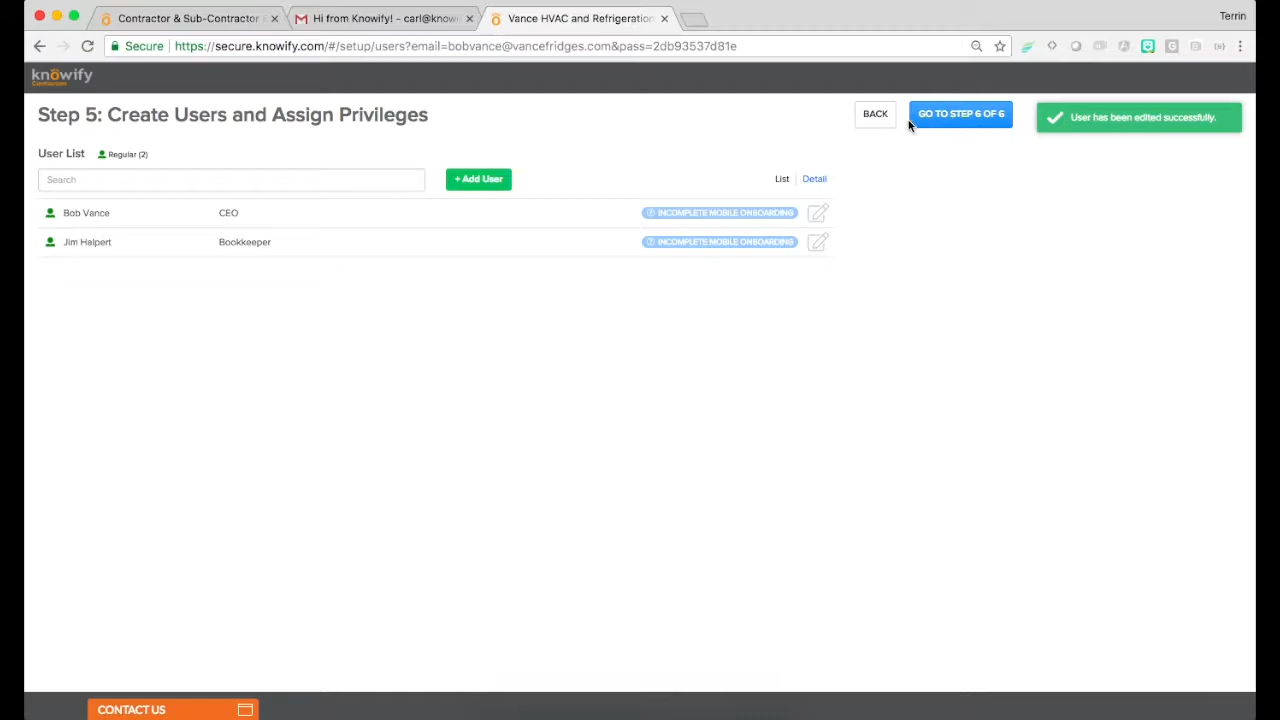 Contractor & Sub-Contractor
Hi from Knowify! - carl@know
Vance HVAC and Refrigeration
Terrin
Secure
https://secure.knowify.com/#/setup/users?email=bobvance@vancefridges.com&pass=2db93537d81e
knowify
Step 5: Create Users and Assign Privileges
BACK
GO TO STEP 6 OF 6
User has been edited successfully.
User List
Regular (2)
Search
+ Add User
List
Detail
Bob Vance
CEO
INCOMPLETE MOBILE ONBOARDING
Jim Halpert
Bookkeeper
INCOMPLETE MOBILE ONBOARDING
CONTACT US